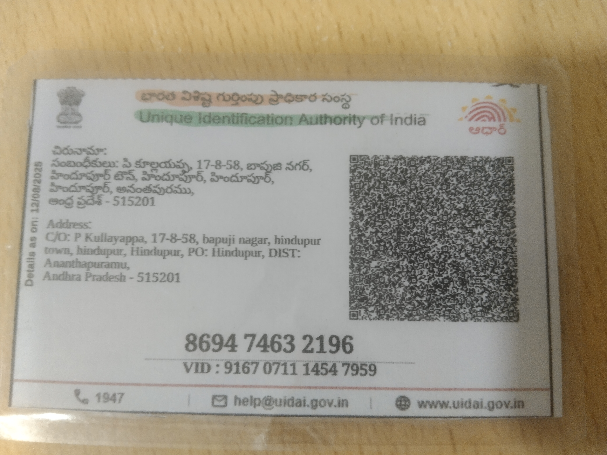 భారత విశిష్ట గుర్తింపు ప్రాధికార సంస్థ
Unique Identification Authority of India
ఆధార్
Details as on: 12/08/2025
చిరునామా:
సంబంధీకులు: పి కూల్లయప్ప, 17-8-58, బాపుజి నగర్,
హిందూపూర్ టౌన్, హిందూపూర్, హిందూపూర్,
హిందూపూర్, అనంతపురము,
ఆంధ్ర ప్రదేశ్ - 515201
Address:
C/O: P Kullayappa, 17-8-58, bapuji nagar, hindupur
town, hindupur, Hindupur, PO: Hindupur, DIST:
Ananthapuramu,
Andhra Pradesh - 515201
8694 7463 2196
VID : 9167 0711 1454 7959
1947
help@uidai.gov.in
www.uidai.gov.in